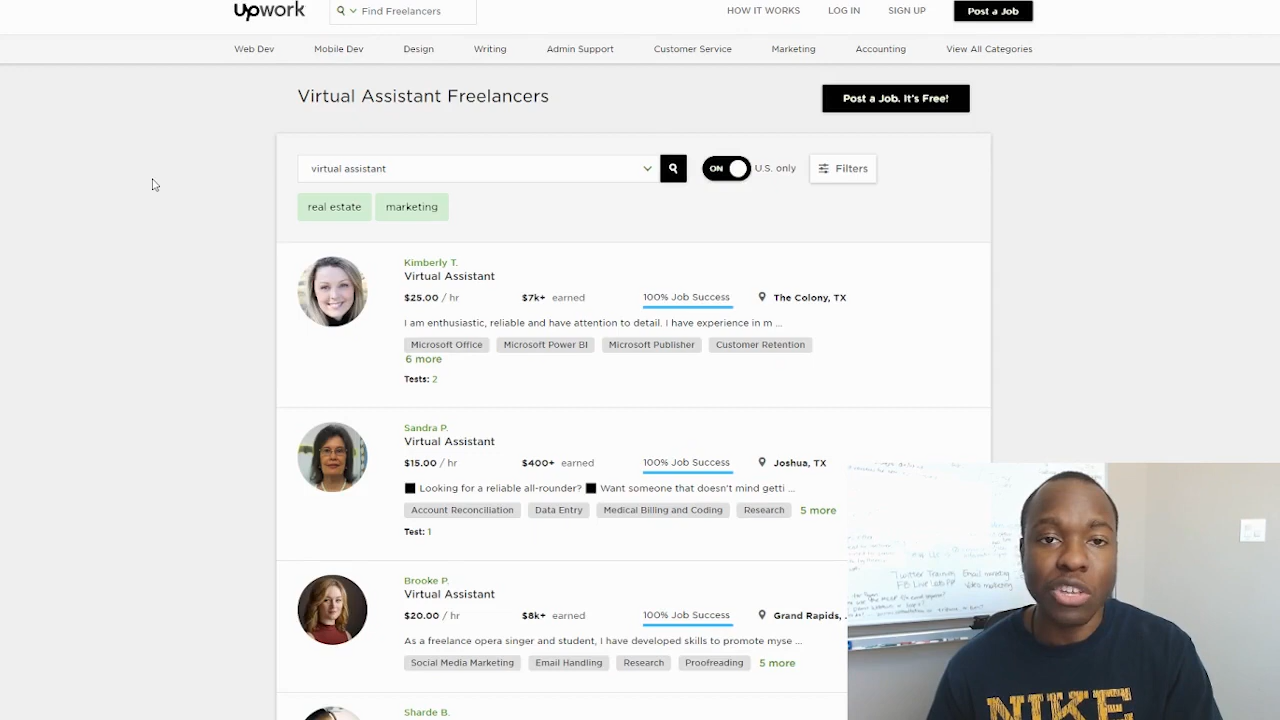 Upwork
Find Freelancers
HOW IT WORKS
LOG IN
SIGN UP
Post a Job
Web Dev
Mobile Dev
Design
Writing
Admin Support
Customer Service
Marketing
Accounting
View All Categories
Virtual Assistant Freelancers
Post a Job. It's Free!
virtual assistant
ON
U.S. only
Filters
real estate
marketing
Kimberly T.
Virtual Assistant
$25.00 / hr
$7k+ earned
100% Job Success
The Colony, TX
I am enthusiastic, reliable and have attention to detail. I have experience in m ...
Microsoft Office
Microsoft Power BI
Microsoft Publisher
Customer Retention
6 more
Tests: 2
Sandra P.
Virtual Assistant
$15.00 / hr
$400+ earned
100% Job Success
Joshua, TX
Looking for a reliable all-rounder? Want someone that doesn't mind getti ...
Account Reconciliation
Data Entry
Medical Billing and Coding
Research
5 more
Test: 1
Brooke P.
Virtual Assistant
$20.00 / hr
$8k+ earned
100% Job Success
Grand Rapids,
As a freelance opera singer and student, I have developed skills to promote myse ...
Social Media Marketing
Email Handling
Research
Proofreading
5 more
Sharde B.
Twitter Training Email marketing
FB Live Video marketing
NIKE